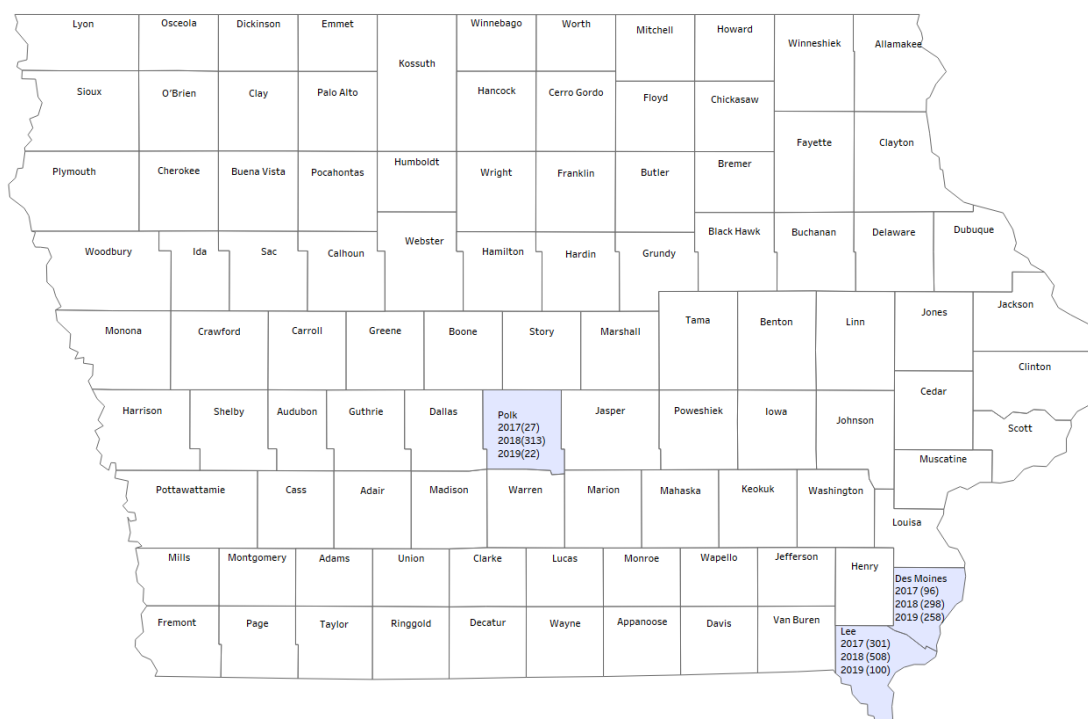 Lyon
Osceola
Dickinson
Emmet
Winnebago
Worth
Mitchell
Howard
Winneshiek
Allamakee
Kossuth
Sioux
O'Brien
Clay
Palo Alto
Hancock
Cerro Gordo
Floyd
Chickasaw
Fayette
Clayton
Plymouth
Cherokee
Buena Vista
Pocahontas
Humboldt
Wright
Franklin
Butler
Bremer
Woodbury
Ida
Sac
Calhoun
Webster
Hamilton
Hardin
Grundy
Black Hawk
Buchanan
Delaware
Dubuque
Monona
Crawford
Carroll
Greene
Boone
Story
Marshall
Tama
Benton
Linn
Jones
Jackson
Clinton
Harrison
Shelby
Audubon
Guthrie
Dallas
Polk
2017(27)
2018(313)
2019(22)
Jasper
Poweshiek
Iowa
Johnson
Cedar
Scott
Muscatine
Pottawattamie
Cass
Adair
Madison
Warren
Marion
Mahaska
Keokuk
Washington
Louisa
Mills
Montgomery
Adams
Union
Clarke
Lucas
Monroe
Wapello
Jefferson
Henry
Des Moines
2017 (96)
2018 (298)
2019 (258)
Fremont
Page
Taylor
Ringgold
Decatur
Wayne
Appanoose
Davis
Van Buren
Lee
2017 (301)
2018 (508)
2019 (100)